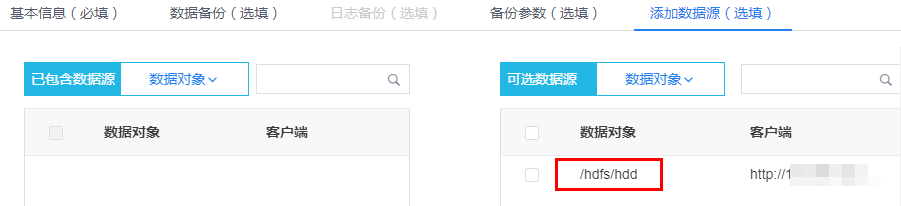 基本信息（必填） 数据备份（选填） 日志备份（选填） 备份参数（选填） 添加数据源（选填）
已包含数据源 数据对象 可选数据源 数据对象
数据对象 客户端 数据对象 客户端
/hdfs/hdd http://1